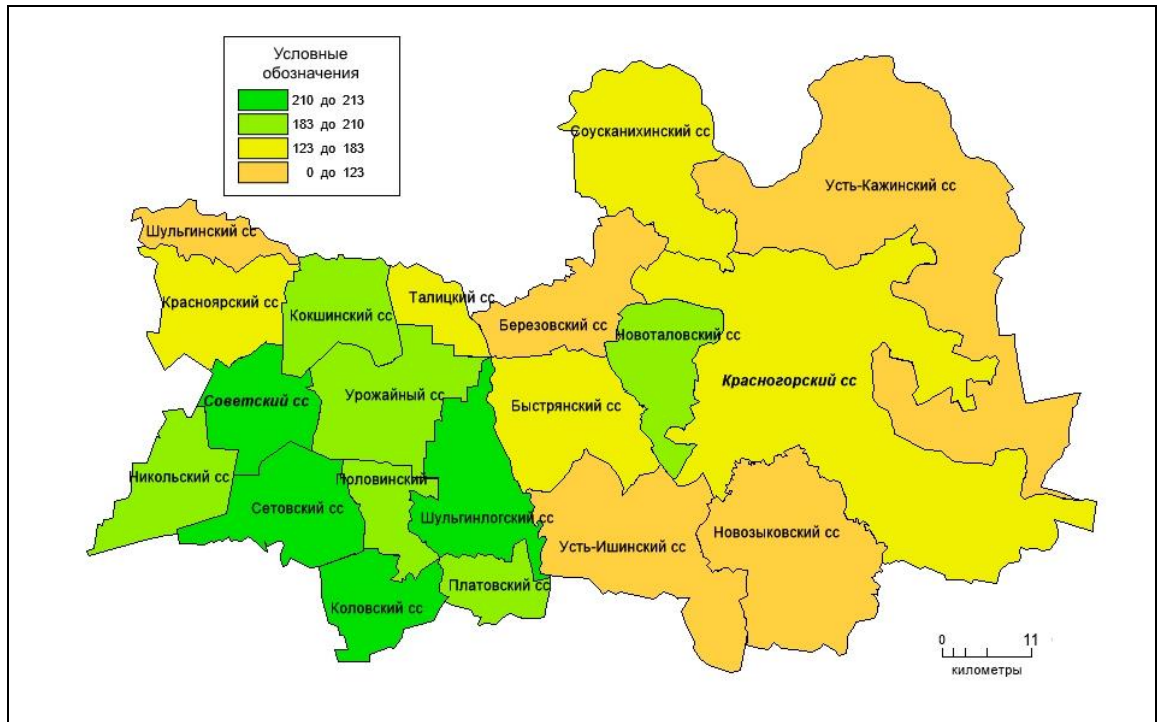 Условные
обозначения
210 до 213
183 до 210
123 до 183
0 до 123
Соусканихинский сс
Усть-Кажинский сс
Шульгинский сс
Красноярский сс
Кокшинский сс
Талицкий сс
Березовский сс
Новоталовский сс
Советский сс
Урожайный сс
Быстрянский сс
Красногорский сс
Никольский сс
Половинский
Сетовский сс
Шульгинлогский сс
Усть-Ишинский сс
Новозыковский сс
Платовский сс
Коловский сс
0 11
километры